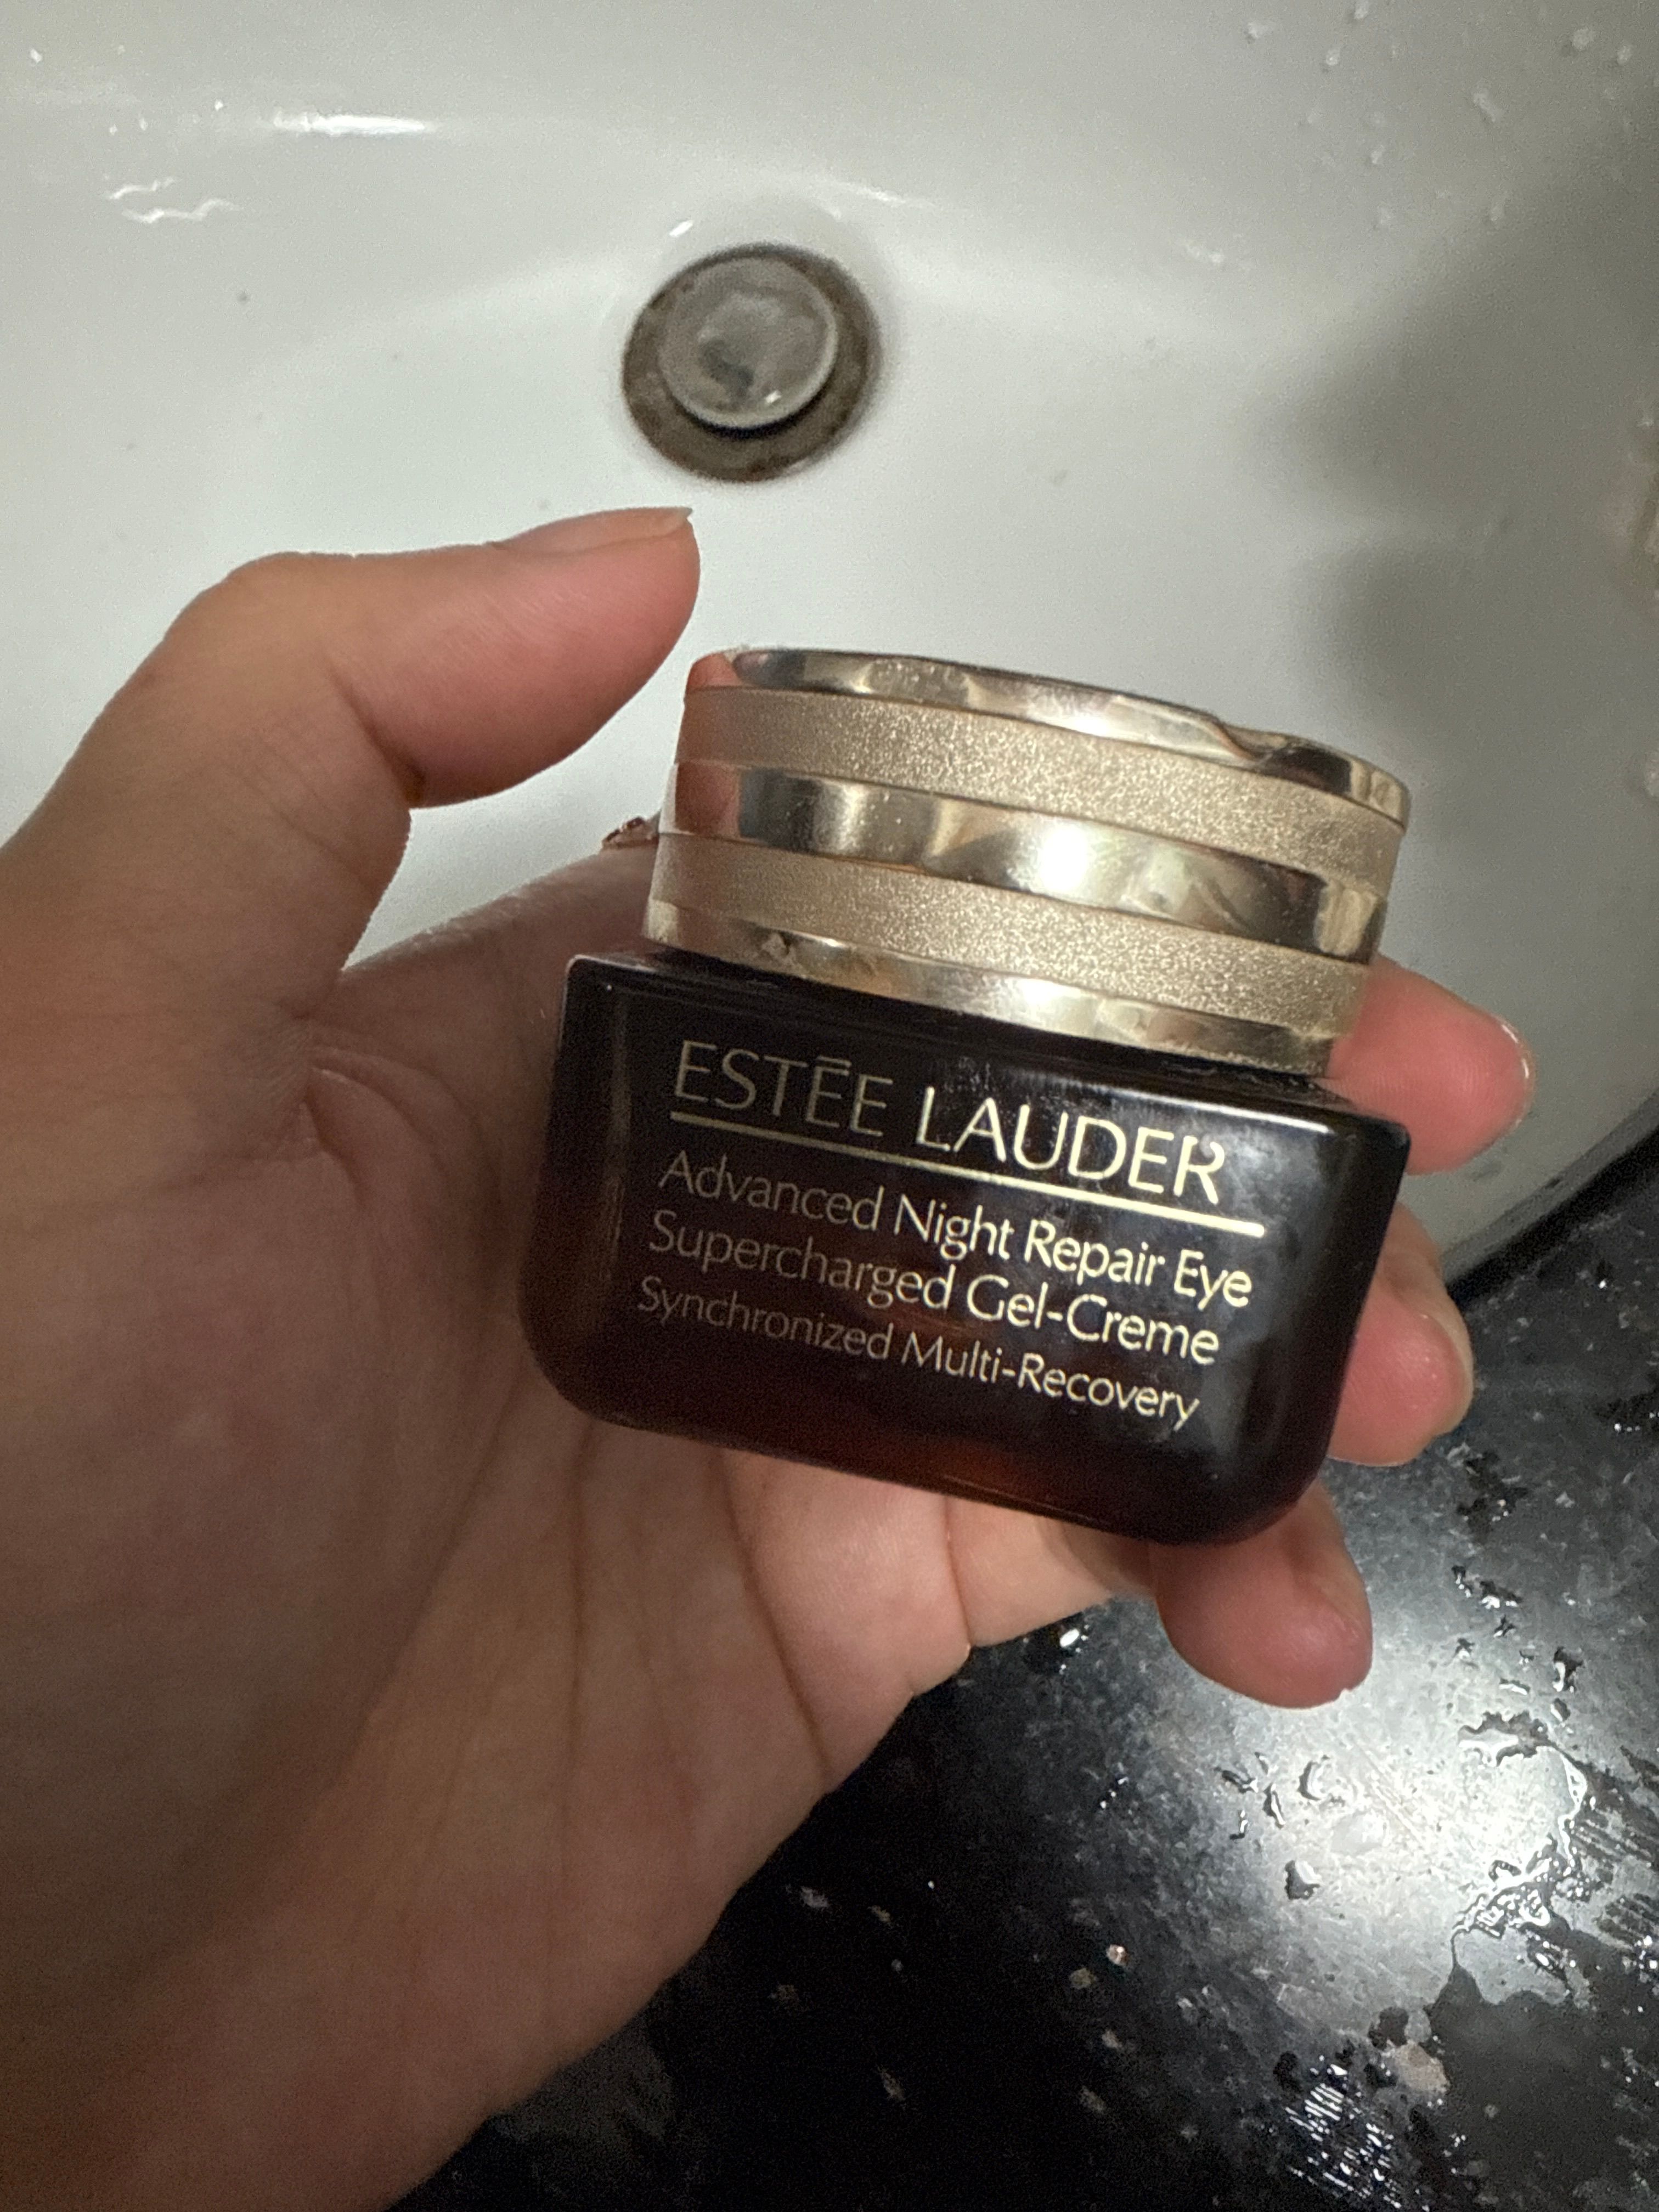 ESTĒE LAUDER
Advanced Night Repair Eye
Supercharged Gel-Creme
Synchronized Multi-Recovery